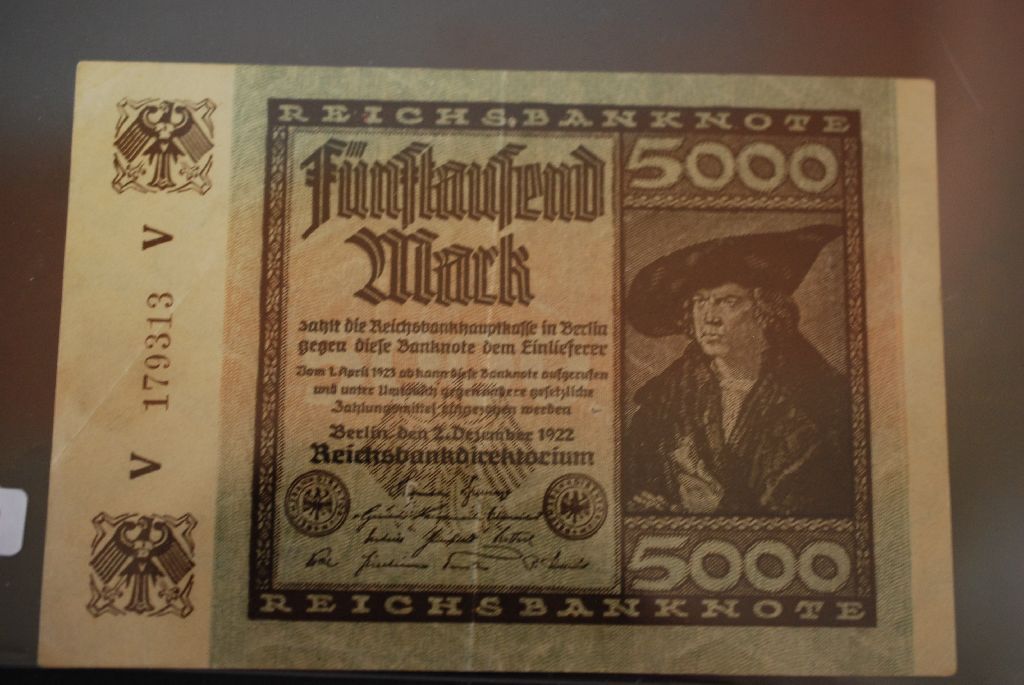 V 179313 V
REICHSBANKNOTE
5000
Fünftausend
Mark
zahlt die Reichsbankhauptkasse in Berlin
gegen diese Banknote dem Einlieferer
Vom 1. April 1923 ab kann diese Banknote aufgerufen
und unter Umtausch gegen andere gesetzliche
Zahlungsmittel eingezogen werden
Berlin, den 2. Dezember 1922
Reichsbankdirektorium
5000
REICHSBANKNOTE